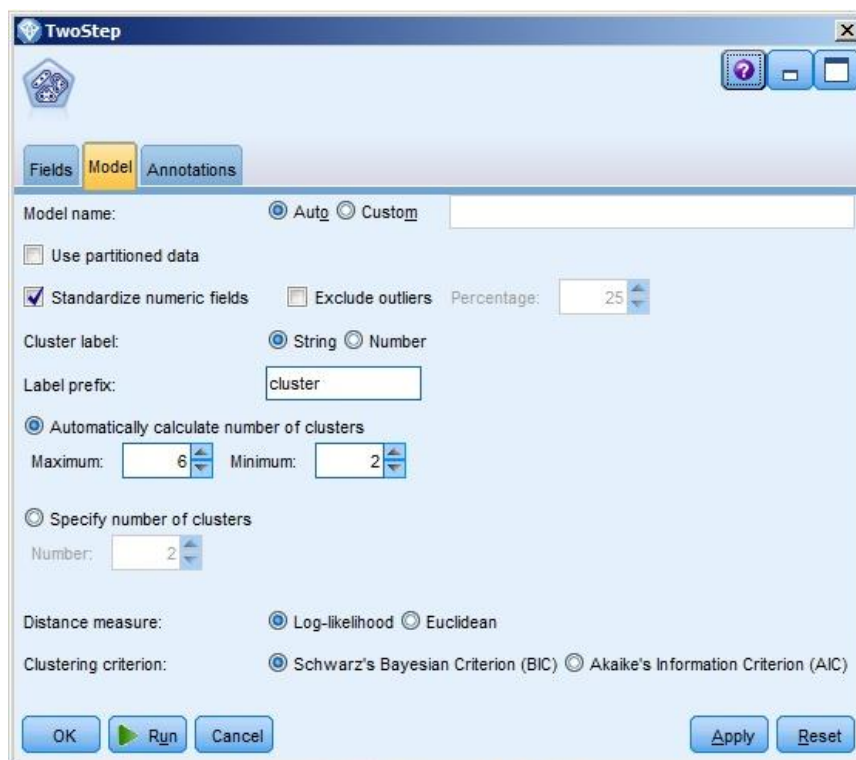 TwoStep
Fields Model Annotations
Model name: Auto Custom
Use partitioned data
Standardize numeric fields Exclude outliers Percentage: 25
Cluster label: String Number
Label prefix: cluster
Automatically calculate number of clusters
Maximum: 6 Minimum: 2
Specify number of clusters
Number: 2
Distance measure: Log-likelihood Euclidean
Clustering criterion: Schwarz's Bayesian Criterion (BIC) Akaike's Information Criterion (AIC)
OK Run Cancel Apply Reset